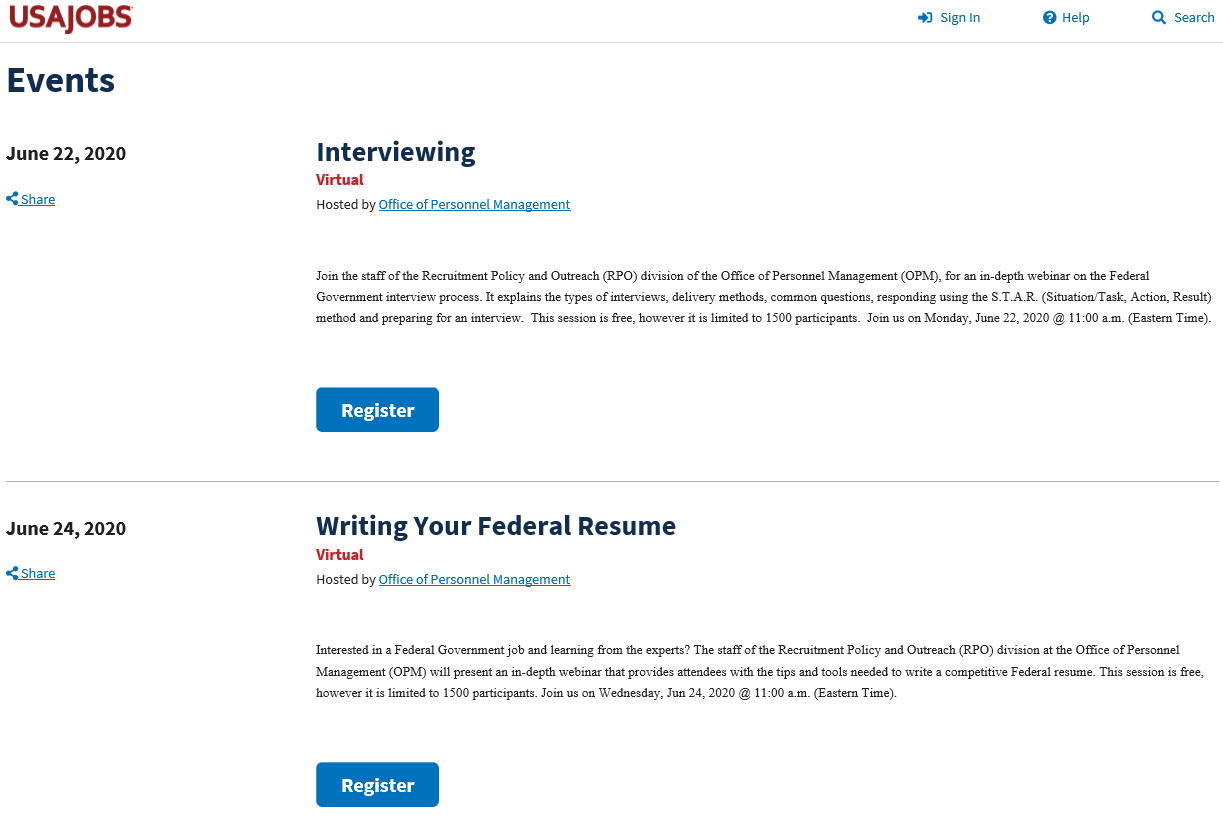 USAJOBS
Sign In
Help
Search
Events
June 22, 2020
Share
Interviewing
Virtual
Hosted by Office of Personnel Management
Join the staff of the Recruitment Policy and Outreach (RPO) division of the Office of Personnel Management (OPM), for an in-depth webinar on the Federal
Government interview process. It explains the types of interviews, delivery methods, common questions, responding using the S.T.A.R. (Situation/Task, Action, Result)
method and preparing for an interview.  This session is free, however it is limited to 1500 participants.  Join us on Monday, June 22, 2020 @ 11:00 a.m. (Eastern Time).
Register
June 24, 2020
Share
Writing Your Federal Resume
Virtual
Hosted by Office of Personnel Management
Interested in a Federal Government job and learning from the experts? The staff of the Recruitment Policy and Outreach (RPO) division at the Office of Personnel
Management (OPM) will present an in-depth webinar that provides attendees with the tips and tools needed to write a competitive Federal resume. This session is free,
however it is limited to 1500 participants. Join us on Wednesday, Jun 24, 2020 @ 11:00 a.m. (Eastern Time).
Register